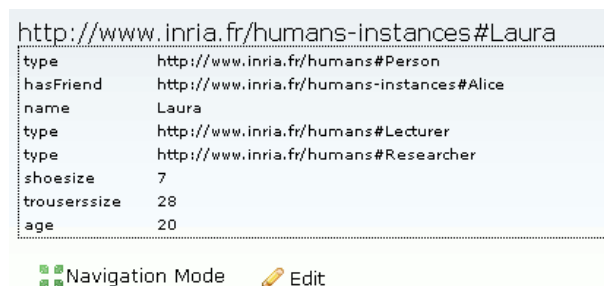 http://www.inria.fr/humans-instances#Laura
type http://www.inria.fr/humans#Person
hasFriend http://www.inria.fr/humans-instances#Alice
name Laura
type http://www.inria.fr/humans#Lecturer
type http://www.inria.fr/humans#Researcher
shoesize 7
trouserssize 28
age 20
Navigation Mode Edit